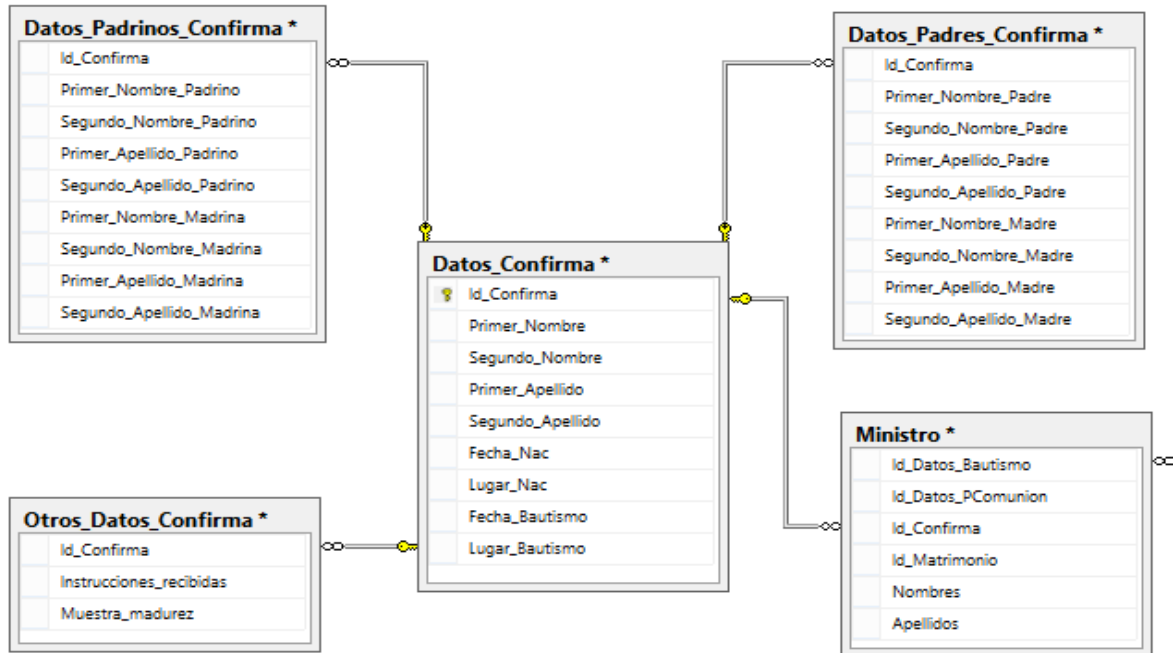 Datos_Padrinos_Confirma *
Id_Confirma
Primer_Nombre_Padrino
Segundo_Nombre_Padrino
Primer_Apellido_Padrino
Segundo_Apellido_Padrino
Primer_Nombre_Madrina
Segundo_Nombre_Madrina
Primer_Apellido_Madrina
Segundo_Apellido_Madrina
Datos_Padres_Confirma *
Id_Confirma
Primer_Nombre_Padre
Segundo_Nombre_Padre
Primer_Apellido_Padre
Segundo_Apellido_Padre
Primer_Nombre_Madre
Segundo_Nombre_Madre
Primer_Apellido_Madre
Segundo_Apellido_Madre
Datos_Confirma *
Id_Confirma
Primer_Nombre
Segundo_Nombre
Primer_Apellido
Segundo_Apellido
Fecha_Nac
Lugar_Nac
Fecha_Bautismo
Lugar_Bautismo
Otros_Datos_Confirma *
Id_Confirma
Instrucciones_recibidas
Muestra_madurez
Ministro *
Id_Datos_Bautismo
Id_Datos_PComunion
Id_Confirma
Id_Matrimonio
Nombres
Apellidos